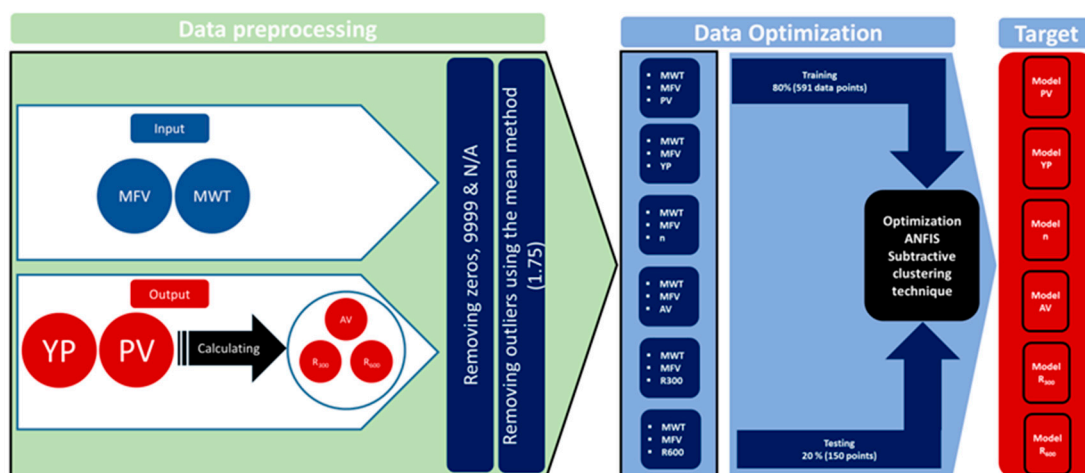 Data preprocessing
Input
MFV
MWT
Output
YP
PV
Calculating
AV
R300
R600
Removing zeros, 9999 & N/A
Removing outliers using the mean method
(1.75)
Data Optimization
▪ MWT
▪ MFV
▪ PV
▪ MWT
▪ MFV
▪ YP
▪ MWT
▪ MFV
▪ n
▪ MWT
▪ MFV
▪ AV
▪ MWT
▪ MFV
▪ R300
▪ MWT
▪ MFV
▪ R600
Training
80% (591 data points)
Optimization
ANFIS
Subtractive
clustering
technique
Testing
20 % (150 points)
Target
Model
PV
Model
YP
Model
n
Model
AV
Model
R300
Model
R600